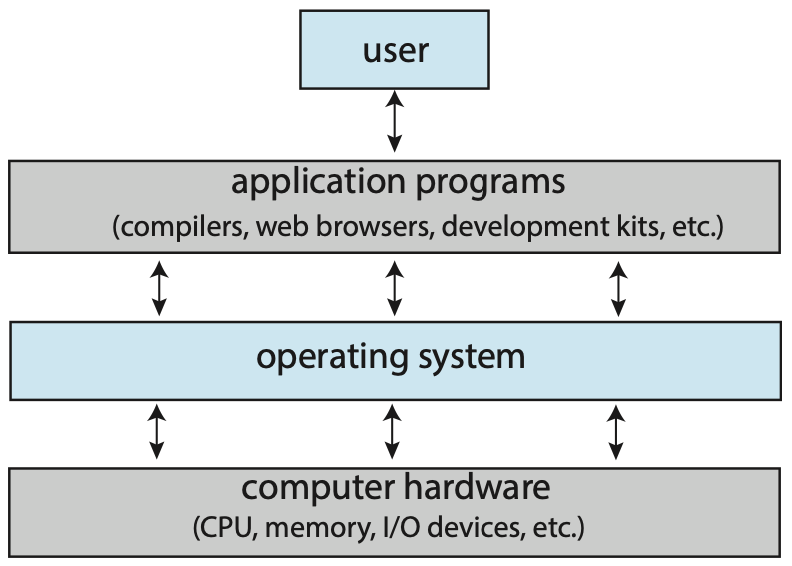 user
application programs
(compilers, web browsers, development kits, etc.)
operating system
computer hardware
(CPU, memory, I/O devices, etc.)